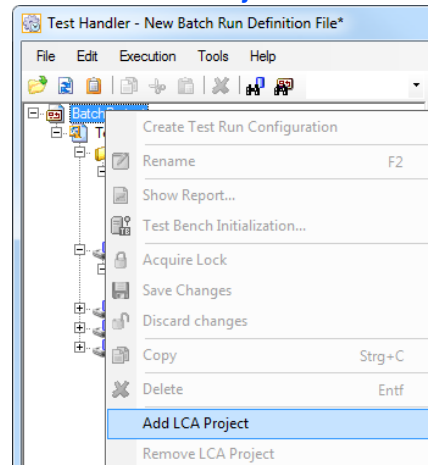 Test Handler - New Batch Run Definition File*
File Edit Execution Tools Help
Create Test Run Configuration
Rename F2
Show Report...
Test Bench Initialization...
Acquire Lock
Save Changes
Discard changes
Copy Strg+C
Delete Entf
Add LCA Project
Remove LCA Project